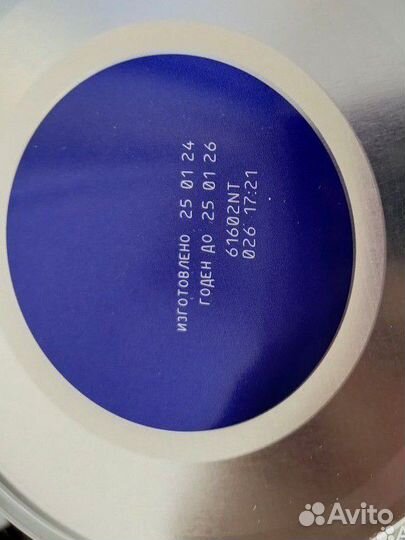 ИЗГОТОВЛЕНО 25 01 24
ГОДЕН ДО 25 01 26
61602NT
026 17:21
Avito